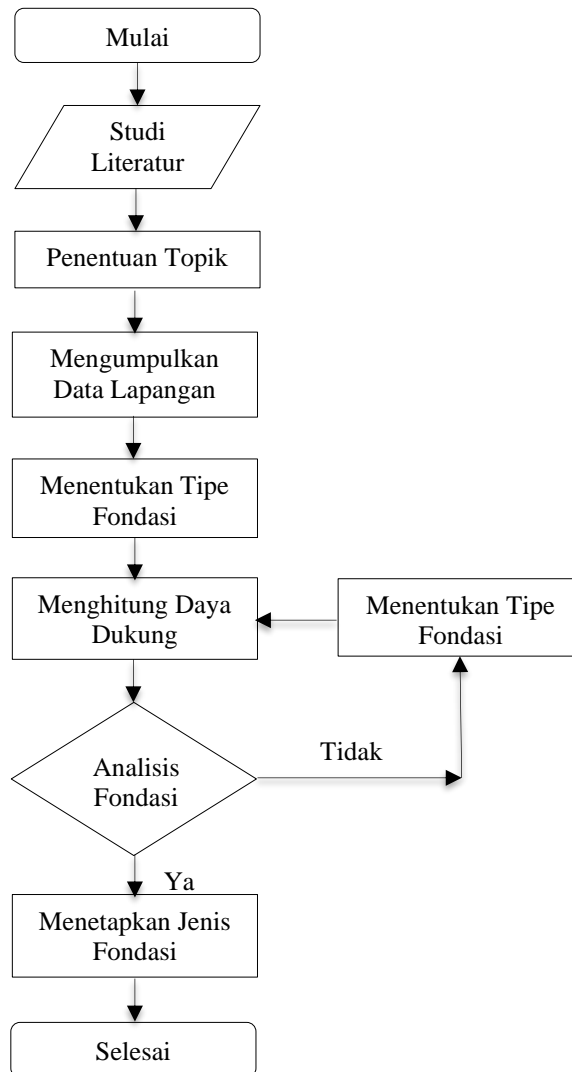 Mulai
Studi
Literatur
Penentuan Topik
Mengumpulkan
Data Lapangan
Menentukan Tipe
Fondasi
Menghitung Daya
Dukung
Menentukan Tipe
Fondasi
Tidak
Analisis
Fondasi
Ya
Menetapkan Jenis
Fondasi
Selesai